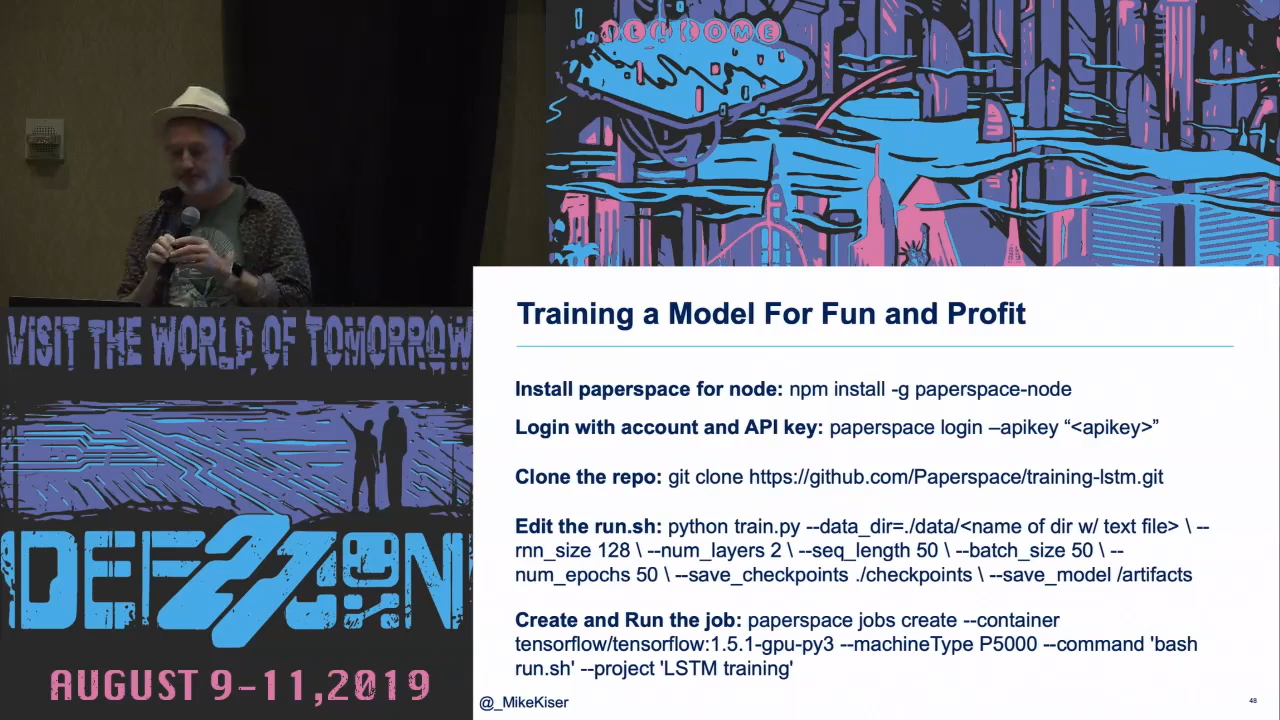 WELCOME
VISIT THE WORLD OF TOMORROW
DEFCON
27
AUGUST 9-11,2019
Training a Model For Fun and Profit
Install paperspace for node: npm install -g paperspace-node
Login with account and API key: paperspace login –apikey “<apikey>”
Clone the repo: git clone https://github.com/Paperspace/training-lstm.git
Edit the run.sh: python train.py --data_dir=./data/<name of dir w/ text file> \ --
rnn_size 128 \ --num_layers 2 \ --seq_length 50 \ --batch_size 50 \ --
num_epochs 50 \ --save_checkpoints ./checkpoints \ --save_model /artifacts
Create and Run the job: paperspace jobs create --container
tensorflow/tensorflow:1.5.1-gpu-py3 --machineType P5000 --command 'bash
run.sh' --project 'LSTM training'
@_MikeKiser
48